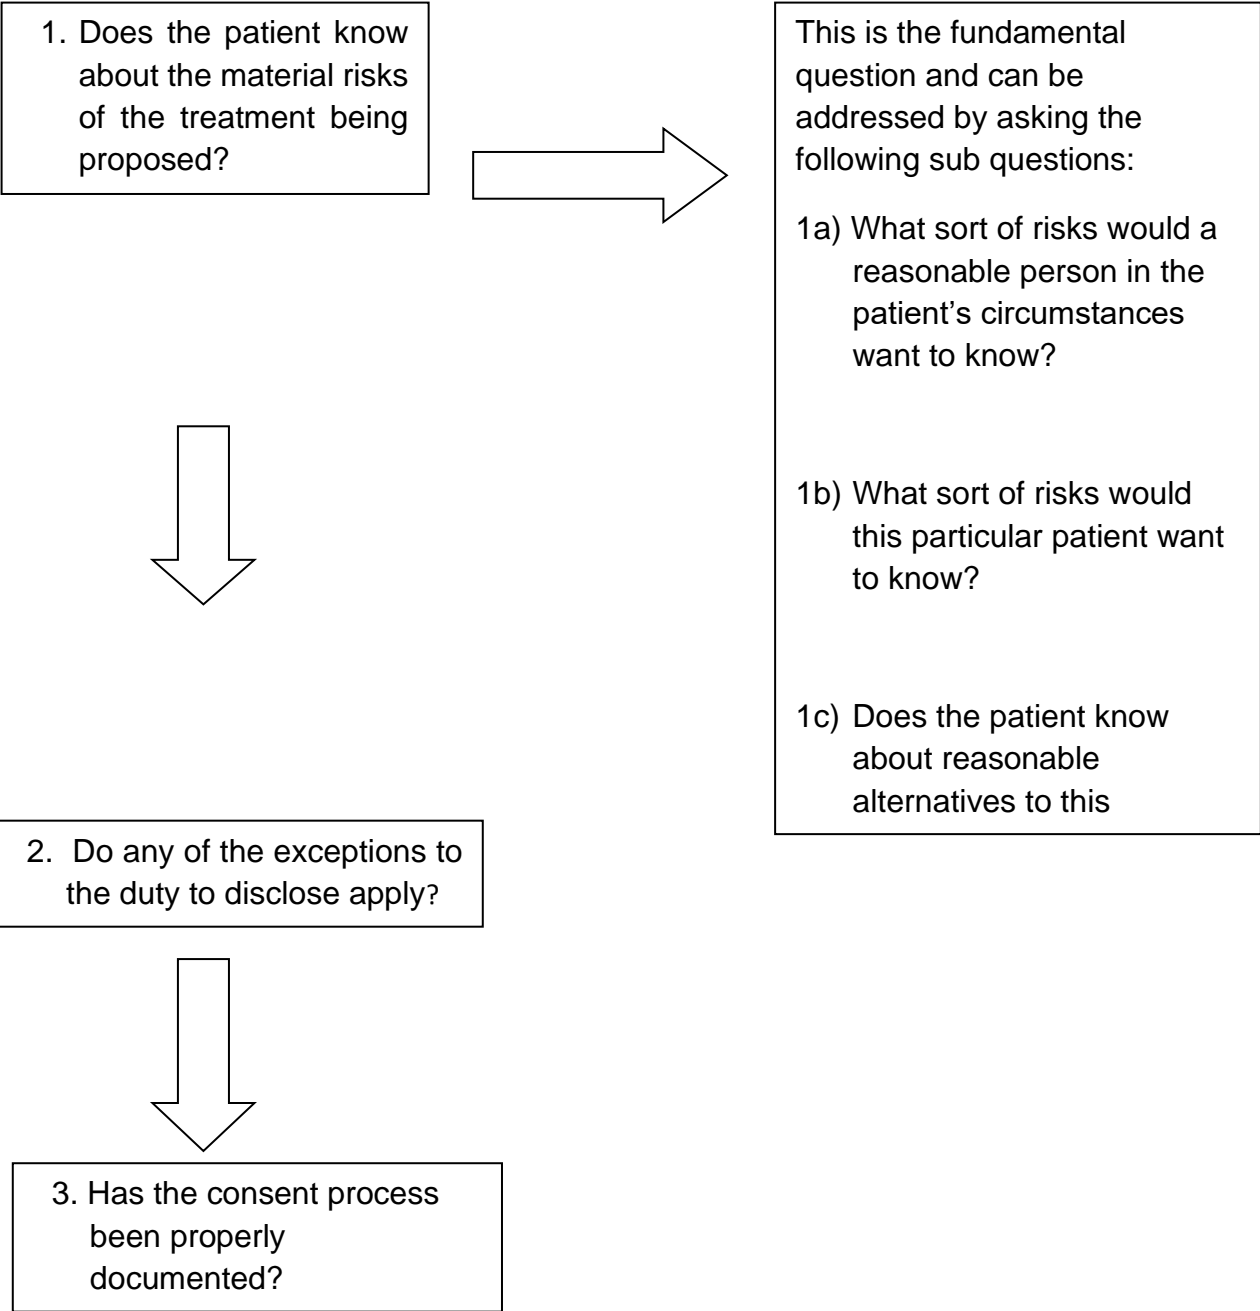 1. Does the patient know
about the material risks
of the treatment being
proposed?
This is the fundamental
question and can be
addressed by asking the
following sub questions:
1a) What sort of risks would a
reasonable person in the
patient’s circumstances
want to know?
1b) What sort of risks would
this particular patient want
to know?
1c) Does the patient know
about reasonable
alternatives to this
2. Do any of the exceptions to
the duty to disclose apply?
3. Has the consent process
been properly
documented?